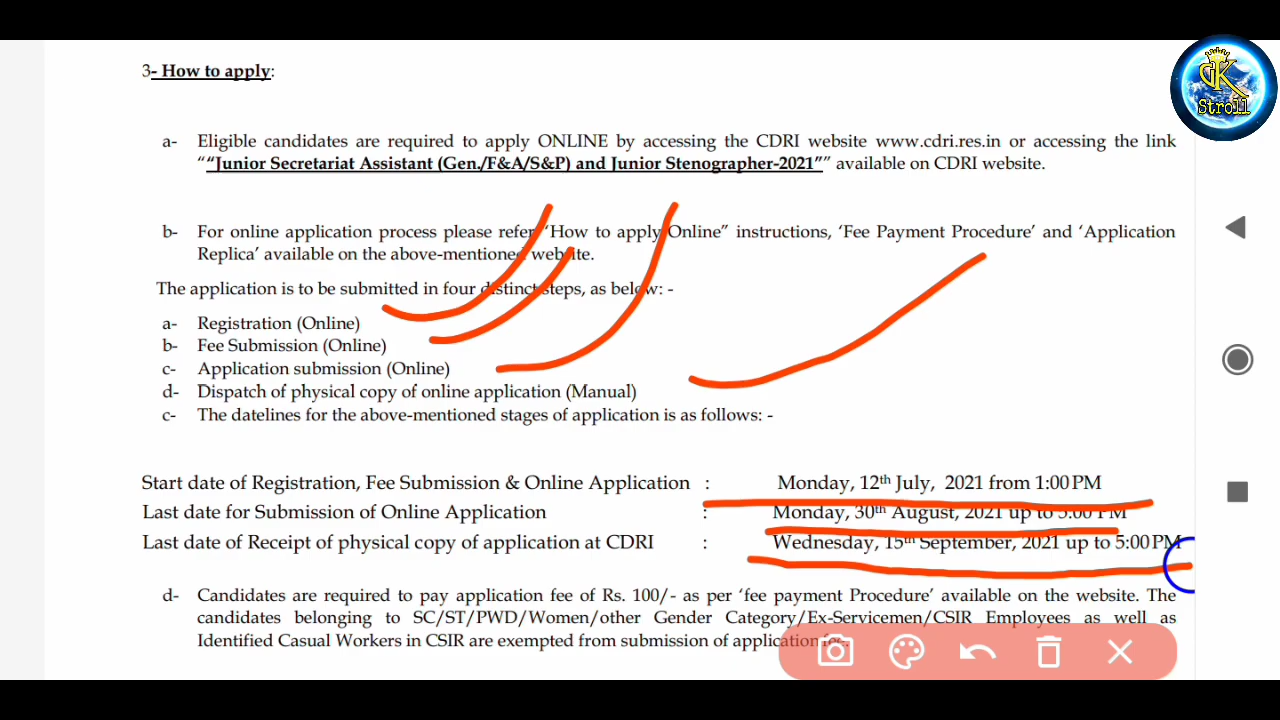 GK
Stroll
3- How to apply:
a- Eligible candidates are required to apply ONLINE by accessing the CDRI website www.cdri.res.in or accessing the link
““Junior Secretariat Assistant (Gen./F&A/S&P) and Junior Stenographer-2021”” available on CDRI website.
b- For online application process please refer ‘How to apply Online” instructions, ‘Fee Payment Procedure’ and ‘Application
Replica’ available on the above-mentioned website.
The application is to be submitted in four distinct steps, as below: -
a- Registration (Online)
b- Fee Submission (Online)
c- Application submission (Online)
d- Dispatch of physical copy of online application (Manual)
c- The datelines for the above-mentioned stages of application is as follows: -
Start date of Registration, Fee Submission & Online Application : Monday, 12th July, 2021 from 1:00 PM
Last date for Submission of Online Application : Monday, 30th August, 2021 up to 5:00 PM
Last date of Receipt of physical copy of application at CDRI : Wednesday, 15th September, 2021 up to 5:00 PM
d- Candidates are required to pay application fee of Rs. 100/- as per ‘fee payment Procedure’ available on the website. The
candidates belonging to SC/ST/PWD/Women/other Gender Category/Ex-Servicemen/CSIR Employees as well as
Identified Casual Workers in CSIR are exempted from submission of application fee.